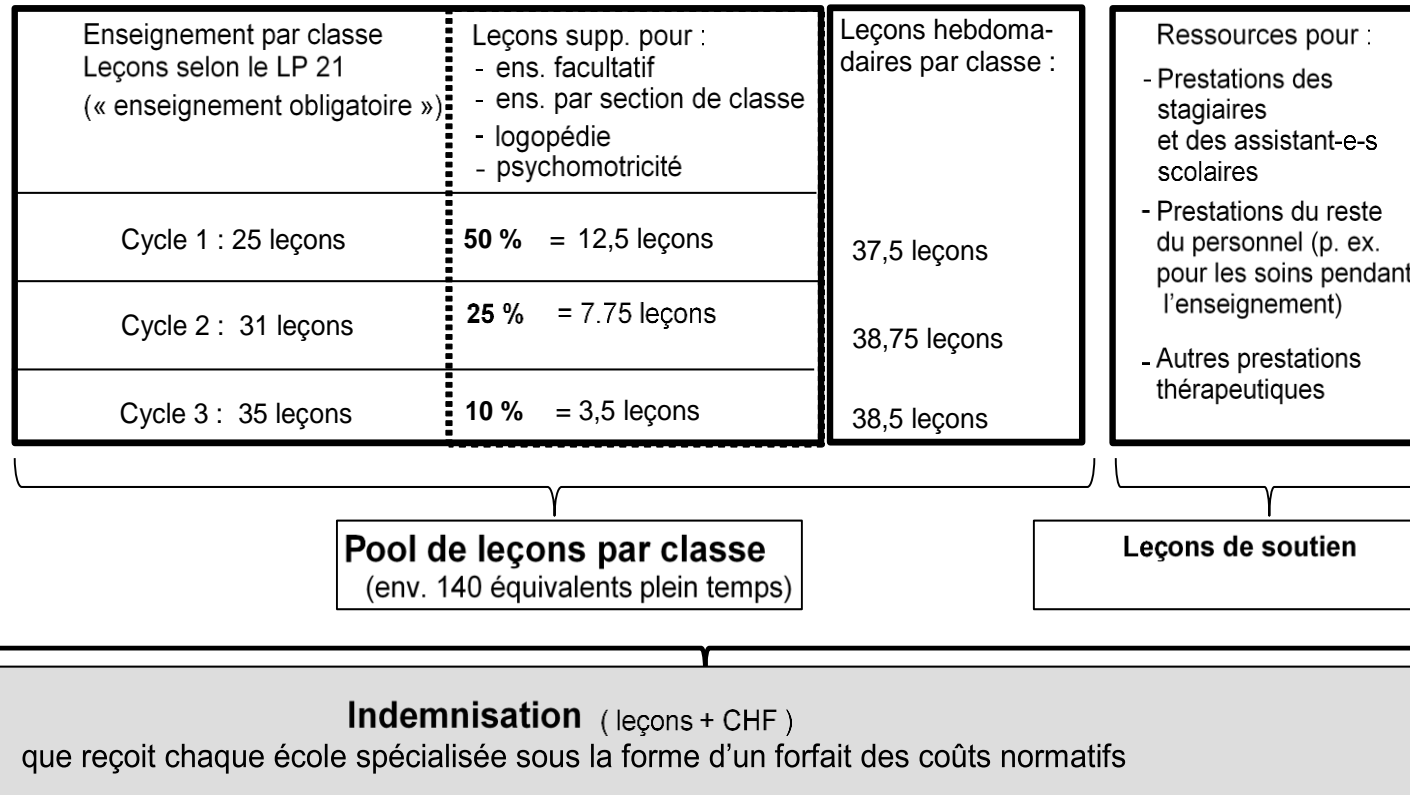 Enseignement par classe
Leçons selon le LP 21
(« enseignement obligatoire »)
Leçons supp. pour :
- ens. facultatif
- ens. par section de classe
- logopédie
- psychomotricité
Leçons hebdoma-
daires par classe :
Cycle 1 : 25 leçons
50 % = 12,5 leçons
37,5 leçons
Cycle 2 : 31 leçons
25 % = 7.75 leçons
38,75 leçons
Cycle 3 : 35 leçons
10 % = 3,5 leçons
38,5 leçons
Ressources pour :
- Prestations des
stagiaires
et des assistant-e-s
scolaires
- Prestations du reste
du personnel (p. ex.
pour les soins pendant
l’enseignement)
- Autres prestations
thérapeutiques
Pool de leçons par classe
(env. 140 équivalents plein temps)
Leçons de soutien
Indemnisation ( leçons + CHF )
que reçoit chaque école spécialisée sous la forme d’un forfait des coûts normatifs